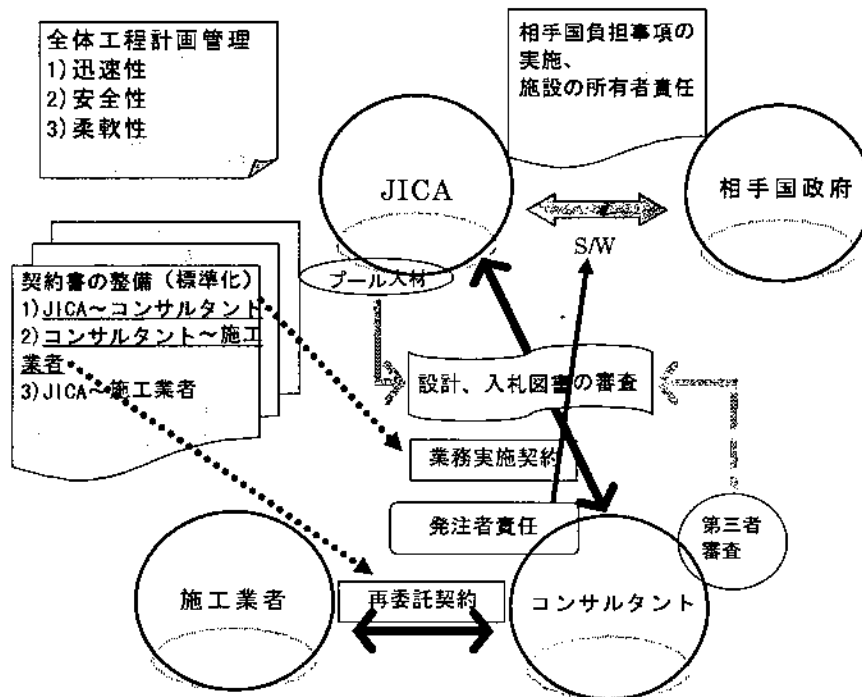 全体工程計画管理
1)迅速性
2)安全性
3)柔軟性
相手国負担事項の
実施、
施設の所有者責任
JICA
相手国政府
S/W
プール人材
契約書の整備（標準化）
1)JICA～コンサルタント
2)コンサルタント～施工
業者
3)JICA～施工業者
設計、入札図書の審査
業務実施契約
発注者責任
第三者
審査
施工業者
再委託契約
コンサルタント